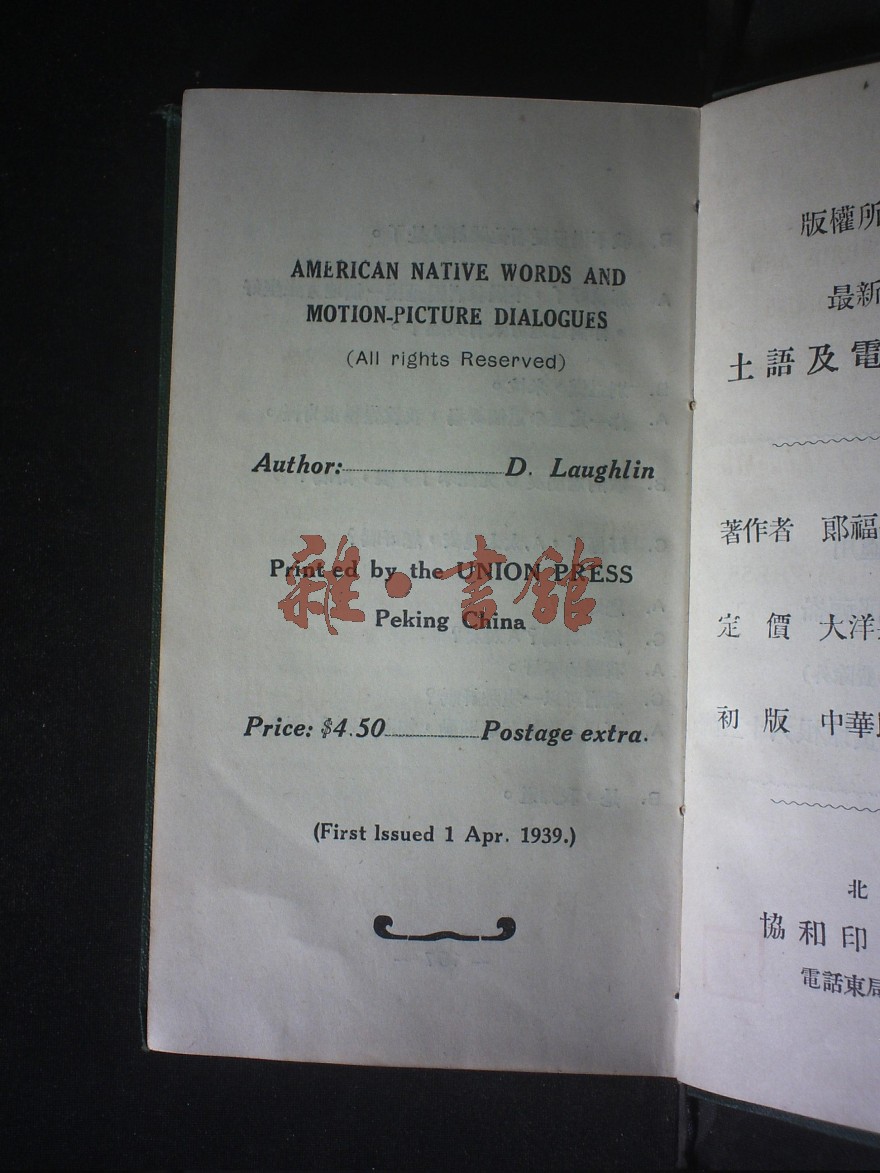 AMERICAN NATIVE WORDS AND
MOTION-PICTURE DIALOGUES
(All rights Reserved)
Author:........................D. Laughlin
Printed by the UNION PRESS
Peking China
Price: $4.50..............Postage extra.
(First Issued 1 Apr. 1939.)
雜·書館
版權所
最新
土語及電
著作者 郎福
定價 大洋
初版 中華
北
協和印
電話東局